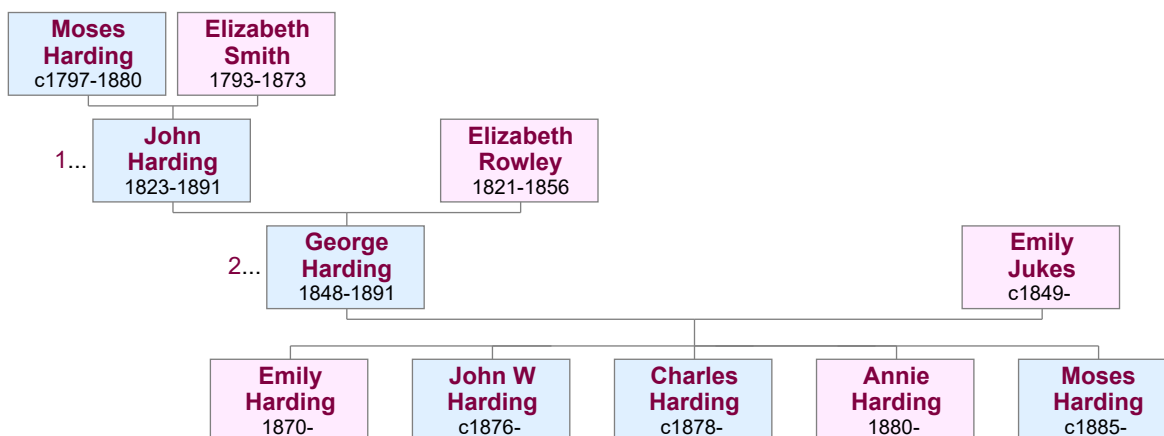 Moses
Harding
c1797-1880
Elizabeth
Smith
1793-1873
1...
John
Harding
1823-1891
Elizabeth
Rowley
1821-1856
2...
George
Harding
1848-1891
Emily
Jukes
c1849-
Emily
Harding
1870-
John W
Harding
c1876-
Charles
Harding
c1878-
Annie
Harding
1880-
Moses
Harding
c1885-